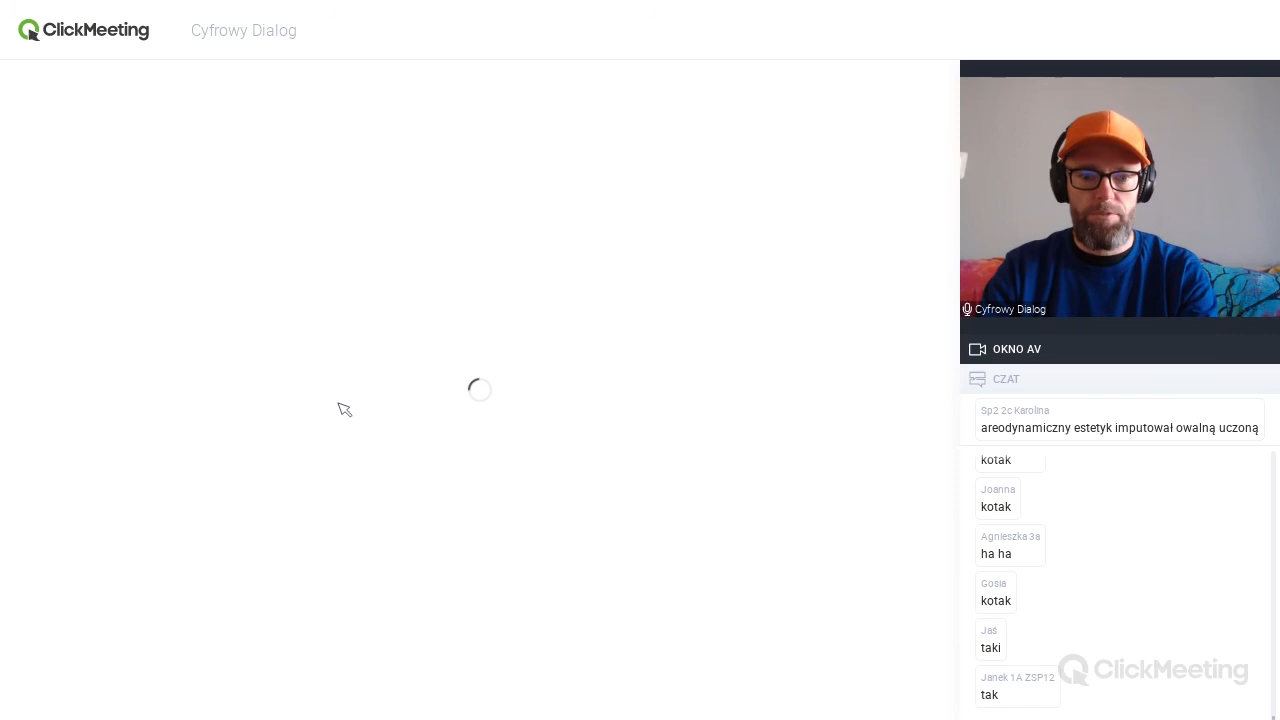 ClickMeeting
Cyfrowy Dialog
Cyfrowy Dialog
OKNO AV
CZAT
Sp2 2c Karolina
areodynamiczny estetyk imputował owalną uczoną
kotak
Joanna
kotak
Agnieszka 3a
ha ha
Gosia
kotak
Jaś
taki
Janek 1A ZSP12
tak
ClickMeeting